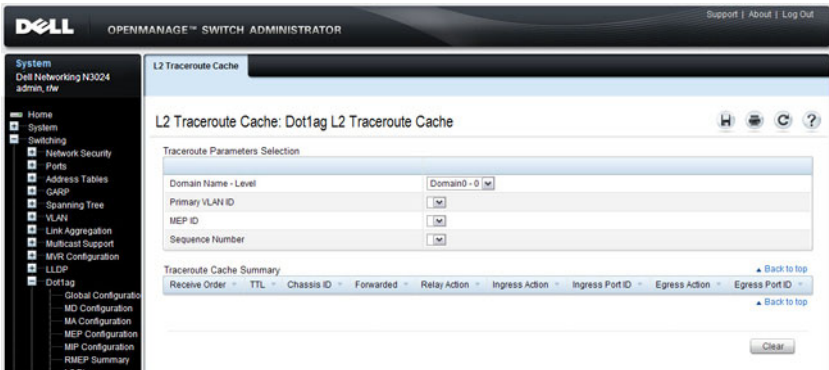 Support | About | Log Out
DELL OPENMANAGE™ SWITCH ADMINISTRATOR
System
Dell Networking N3024
admin, r/w
L2 Traceroute Cache
Home
System
Switching
Network Security
Ports
Address Tables
GARP
Spanning Tree
VLAN
Link Aggregation
Multicast Support
MVR Configuration
LLDP
Dot1ag
Global Configuratio
MD Configuration
MA Configuration
MEP Configuration
MIP Configuration
RMEP Summary
L2 Traceroute Cache: Dot1ag L2 Traceroute Cache
?
Traceroute Parameters Selection
Domain Name - Level Domain0 - 0
Primary VLAN ID
MEP ID
Sequence Number
Traceroute Cache Summary
Back to top
Receive Order TTL Chassis ID Forwarded Relay Action Ingress Action Ingress Port ID Egress Action Egress Port ID
Back to top
Clear